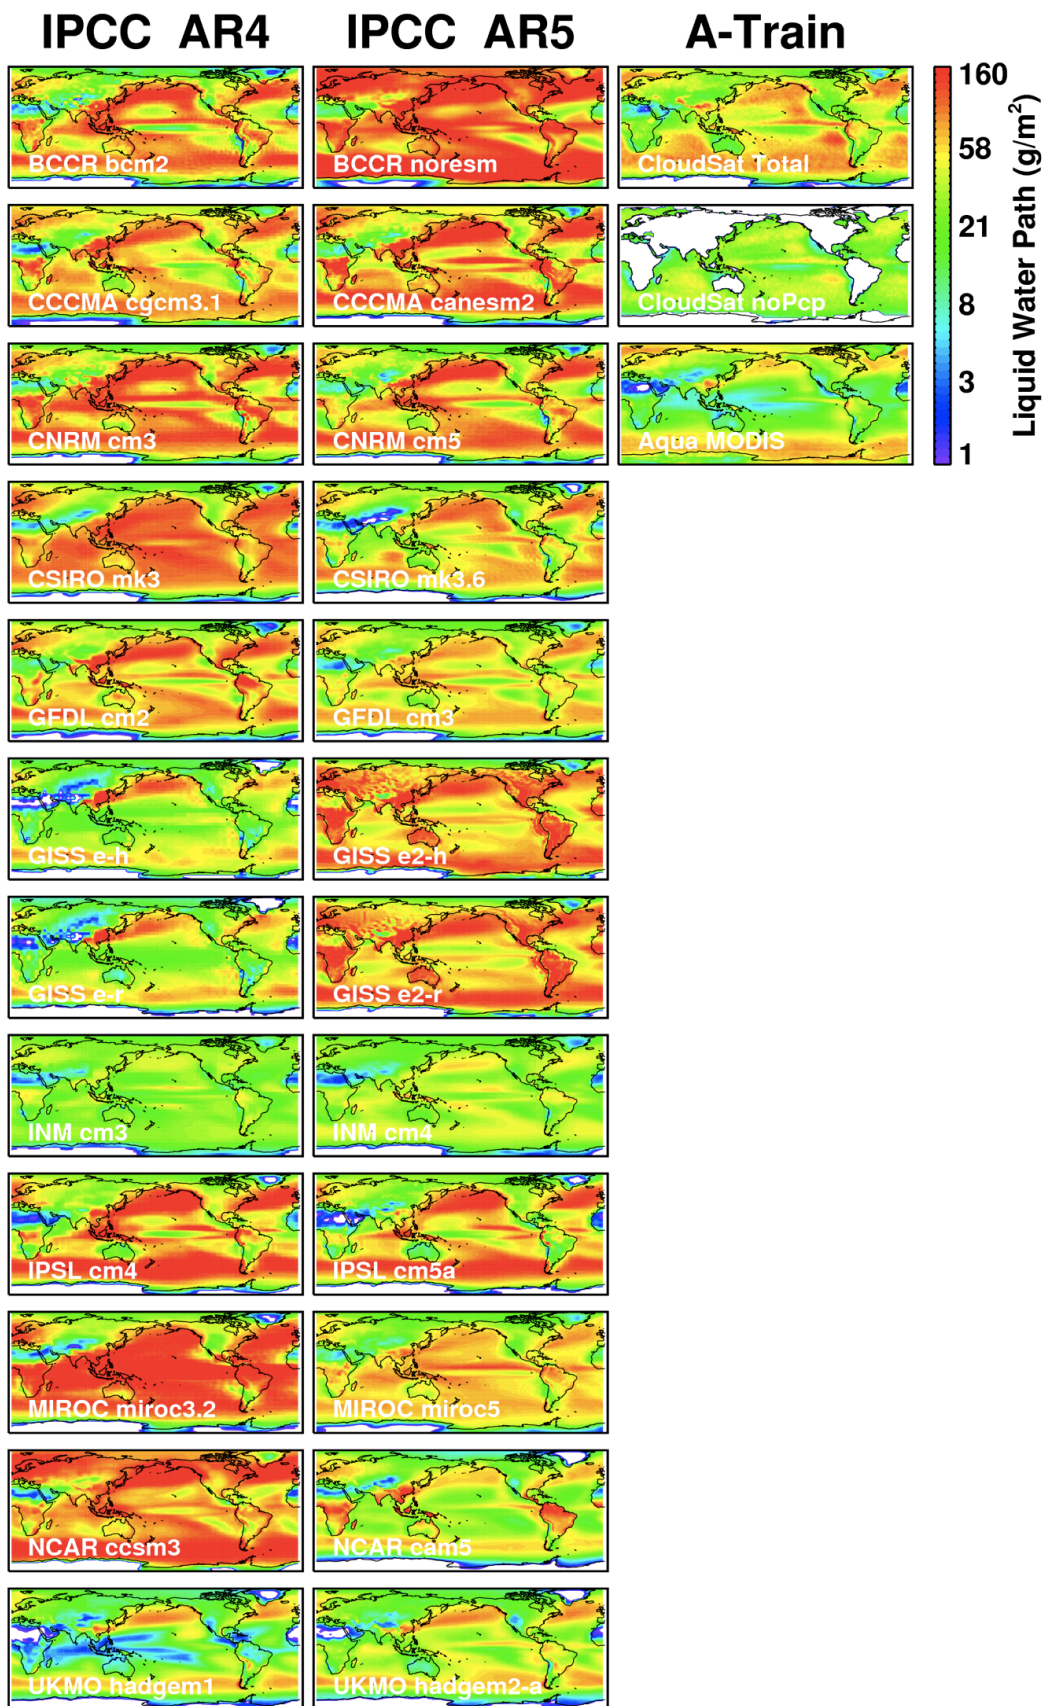 IPCC AR4 IPCC AR5 A-Train
BCCR bcm2 BCCR noresm CloudSat Total
CCCMA cgcm3.1 CCCMA canesm2 CloudSat noPcp
CNRM cm3 CNRM cm5 Aqua MODIS
160
58
21
8
3
1
Liquid Water Path (g/m²)
CSIRO mk3 CSIRO mk3.6
GFDL cm2 GFDL cm3
GISS e-h GISS e2-h
GISS e-r GISS e2-r
INM cm3 INM cm4
IPSL cm4 IPSL cm5a
MIROC miroc3.2 MIROC miroc5
NCAR ccsm3 NCAR cam5
UKMO hadgem1 UKMO hadgem2-a